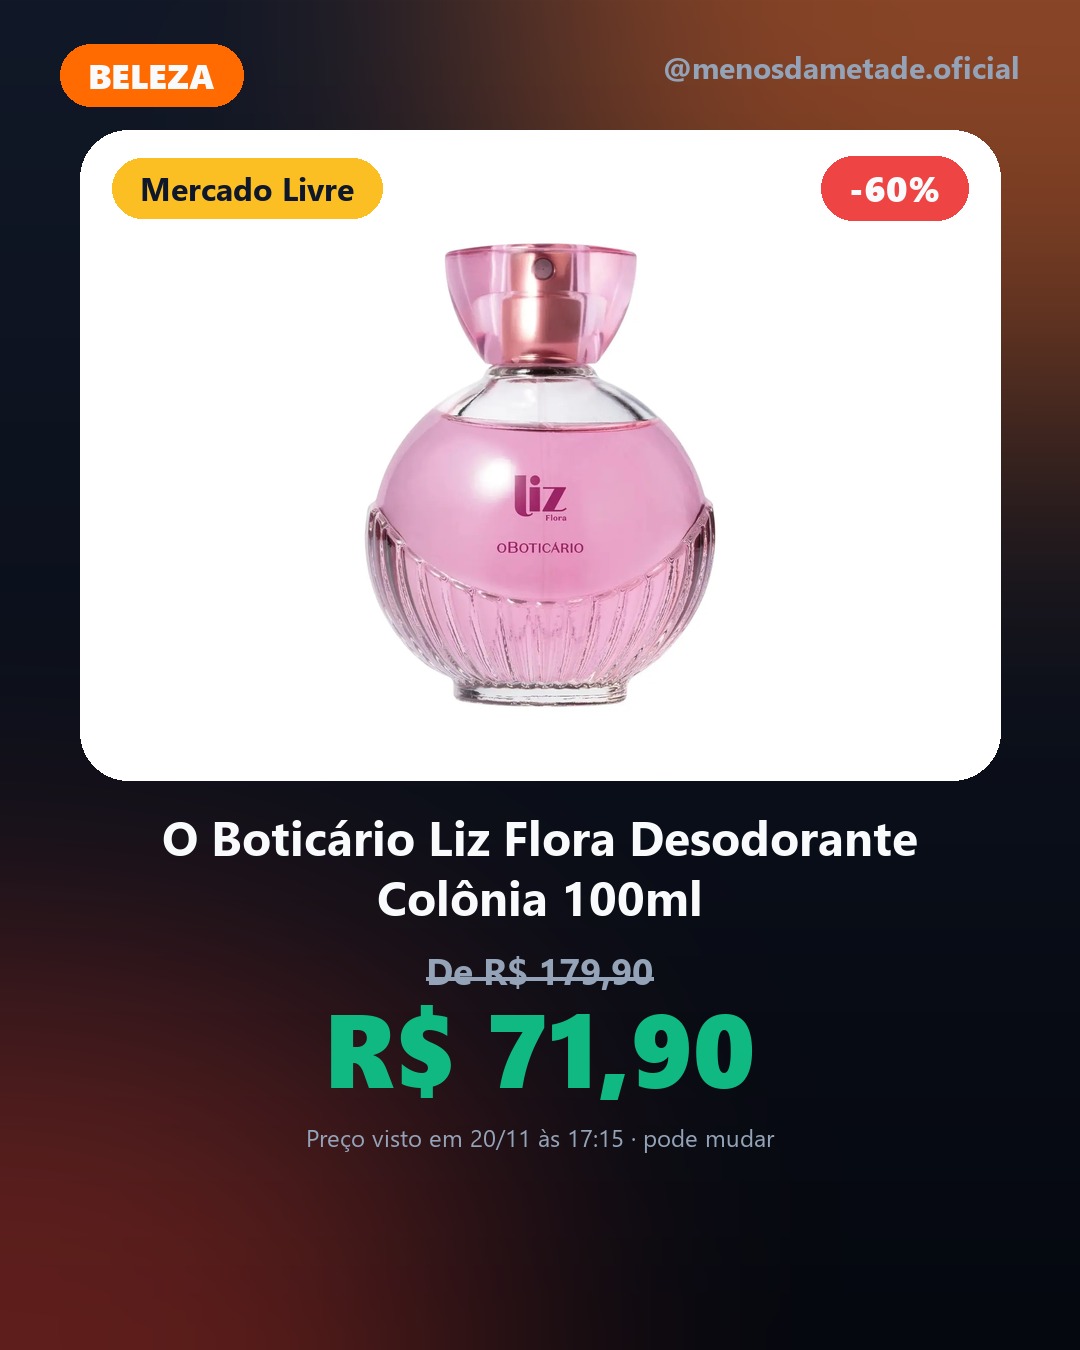 BELEZA
@menosdametade.oficial
Mercado Livre
-60%
liz
Flora
OBOTICÁRIO
O Boticário Liz Flora Desodorante
Colônia 100ml
De R$ 179,90
R$ 71,90
Preço visto em 20/11 às 17:15 · pode mudar